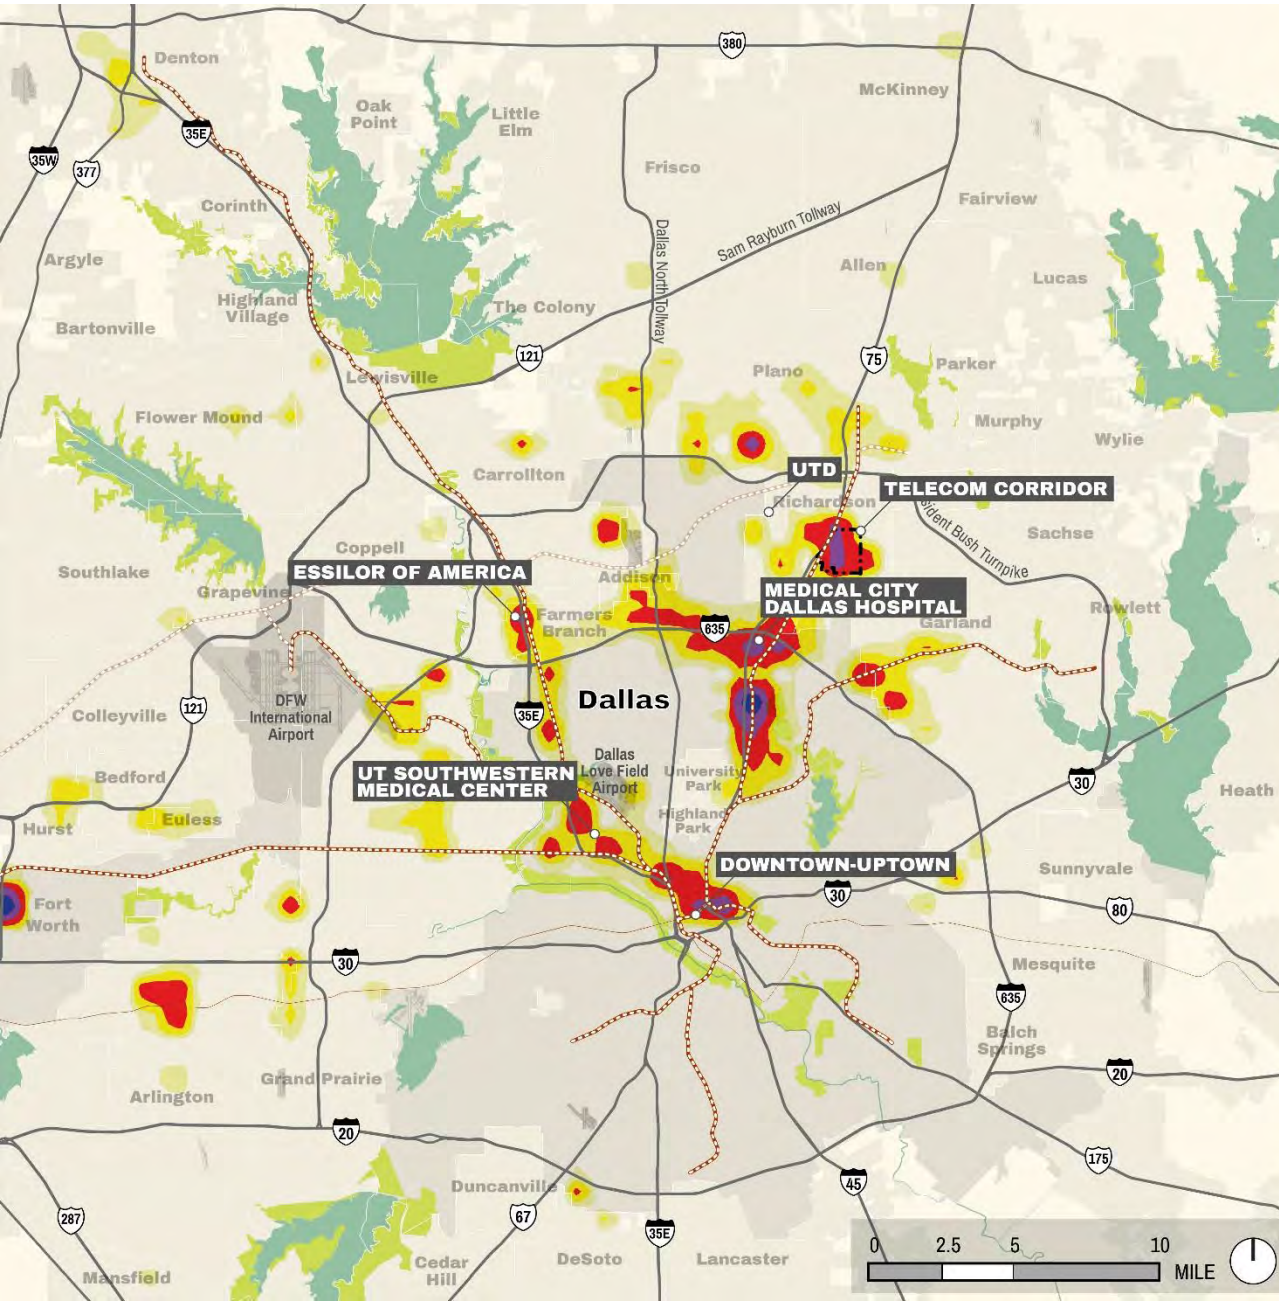 380
Denton
McKinney
Oak
Point
Little
Elm
35E
35W
377
Frisco
Fairview
Corinth
Dallas North Tollway
Sam Rayburn Tollway
Argyle
Allen
Lucas
Highland
Village
The Colony
Bartonville
121
75
Parker
Plano
Lewisville
Flower Mound
Murphy
Wylie
Carrollton
UTD
TELECOM CORRIDOR
Richardson
sident Bush Turnpike
Sachse
Coppell
Southlake
ESSILOR OF AMERICA
Addison
Grapevine
MEDICAL CITY
DALLAS HOSPITAL
Farmers
Branch
635
Rowlett
Garland
Dallas
DFW
International
Airport
121
Colleyville
35E
Dallas
Love Field
Airport
UT SOUTHWESTERN
MEDICAL CENTER
University
Park
Bedford
30
Heath
Hurst
Euless
Highland
Park
DOWNTOWN-UPTOWN
Sunnyvale
30
80
Fort
Worth
30
Mesquite
635
Balch
Springs
Grand Prairie
Arlington
20
20
175
Duncanville
45
287
67
35E
DeSoto
Lancaster
Cedar
Hill
Mansfield
0 2.5 5 10
MILE